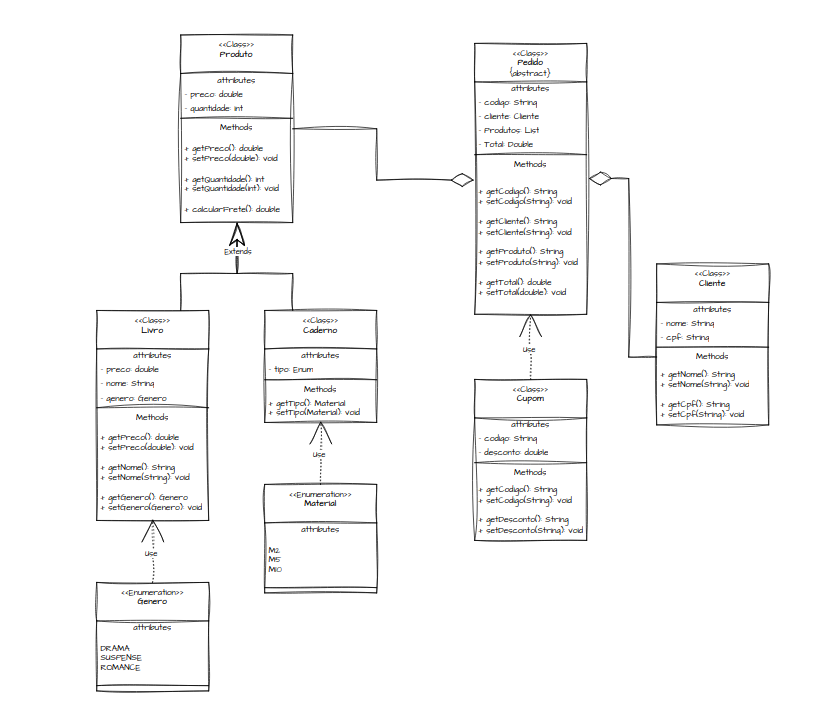 <<Class>>
Produto
attributes
- preco: double
- quantidade: int
Methods
+ getPreco(): double
+ setPreco(double): void
+ getQuantidade(): int
+ setQuantidade(int): void
+ calcularFrete(): double
Extends
<<Class>>
Livro
attributes
- preco: double
- nome: String
- genero: Genero
Methods
+ getPreco(): double
+ setPreco(double): void
+ getNome(): String
+ setNome(String): void
+ getGenero(): Genero
+ setGenero(Genero): void
Use
<<Enumeration>>
Genero
attributes
DRAMA
SUSPENSE
ROMANCE
<<Class>>
Caderno
attributes
- tipo: Enum
Methods
+ getTipo(): Material
+ setTipo(Material): void
Use
<<Enumeration>>
Material
attributes
M2
M5
M10
<<Class>>
Pedido
{abstract}
attributes
- codigo: String
- cliente: Cliente
- Produtos: List
- Total: Double
Methods
+ getCodigo(): String
+ setCodigo(String): void
+ getCliente(): String
+ setCliente(String): void
+ getProduto(): String
+ setProduto(String): void
+ getTotal(): double
+ setTotal(double): void
Use
<<Class>>
Cupom
attributes
- codigo: String
- desconto: double
Methods
+ getCodigo(): String
+ setCodigo(String): void
+ getDesconto(): String
+ setDesconto(String): void
<<Class>>
Cliente
attributes
- nome: String
- cpf: String
Methods
+ getNome(): String
+ setNome(String): void
+ getCpf(): String
+ setCpf(String): void